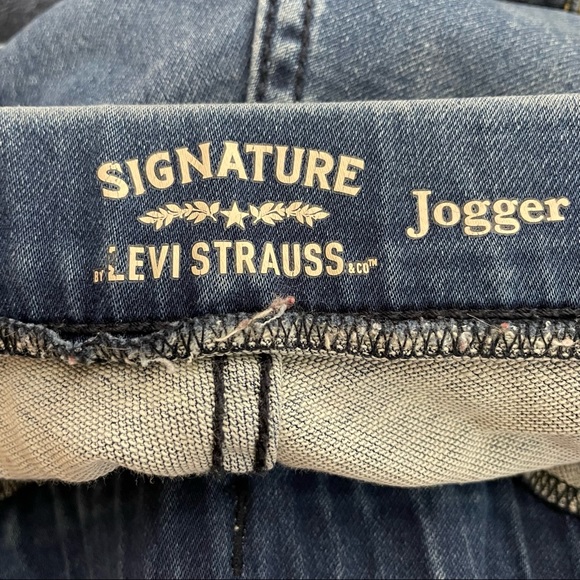 SIGNATURE
BY LEVI STRAUSS & CO™
Jogger